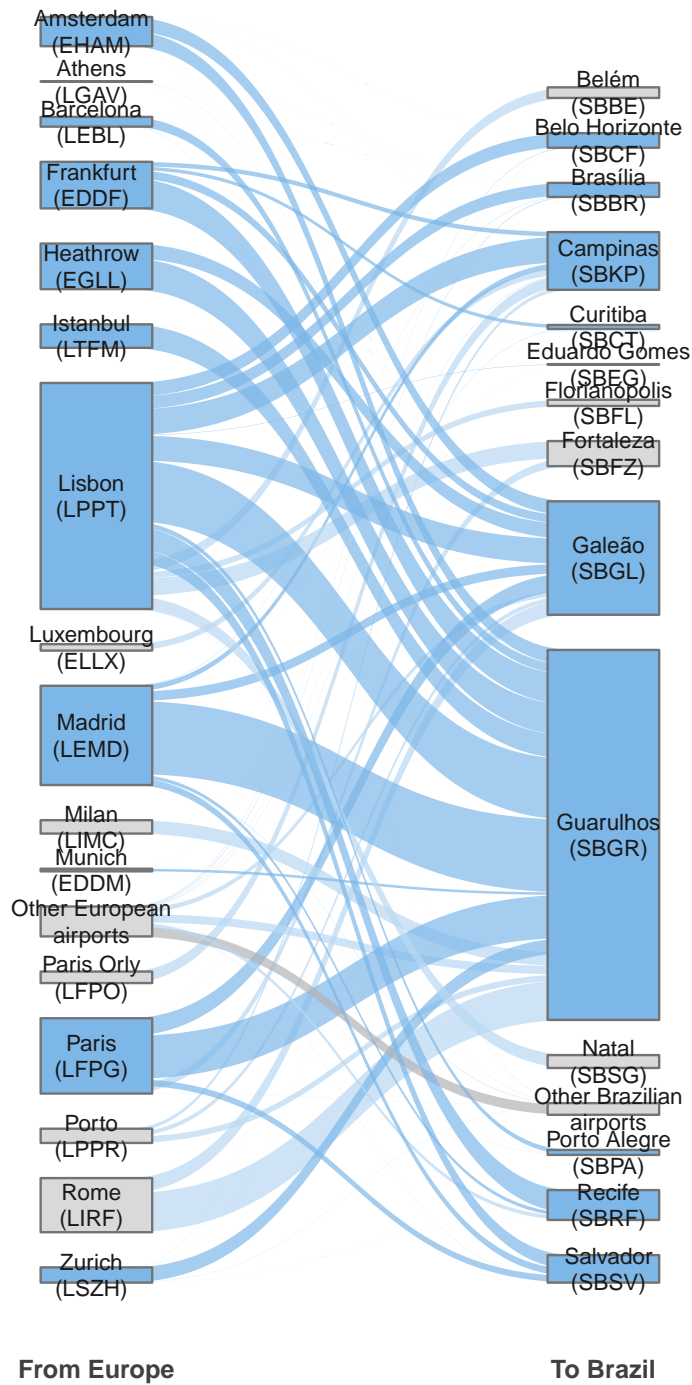 Amsterdam
(EHAM)
Athens
(LGAV)
Barcelona
(LEBL)
Frankfurt
(EDDF)
Heathrow
(EGLL)
Istanbul
(LTFM)
Lisbon
(LPPT)
Luxembourg
(ELLX)
Madrid
(LEMD)
Milan
(LIMC)
Munich
(EDDM)
Other European
airports
Paris Orly
(LFPO)
Paris
(LFPG)
Porto
(LPPR)
Rome
(LIRF)
Zurich
(LSZH)
Belém
(SBBE)
Belo Horizonte
(SBCF)
Brasília
(SBBR)
Campinas
(SBKP)
Curitiba
(SBCT)
Eduardo Gomes
(SBEG)
Florianópolis
(SBFL)
Fortaleza
(SBFZ)
Galeão
(SBGL)
Guarulhos
(SBGR)
Natal
(SBSG)
Other Brazilian
airports
Porto Alegre
(SBPA)
Recife
(SBRF)
Salvador
(SBSV)
From Europe
To Brazil